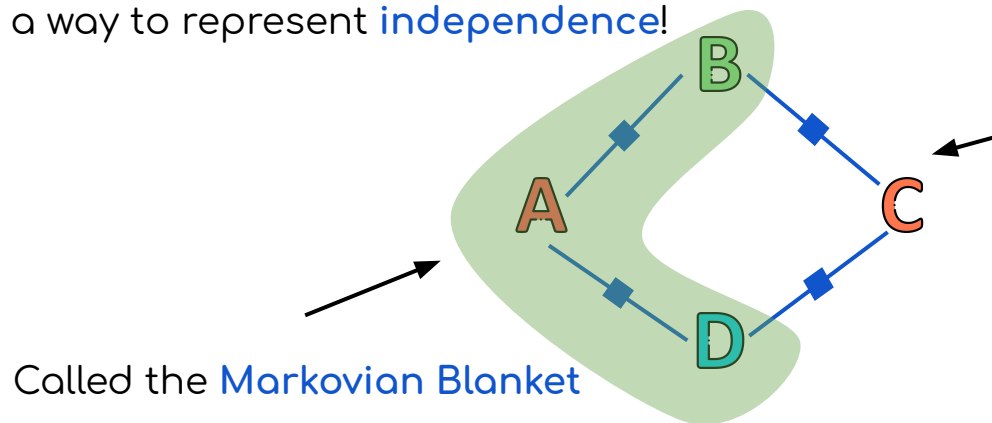 a way to represent independence!
B
A
C
D
Called the Markovian Blanket